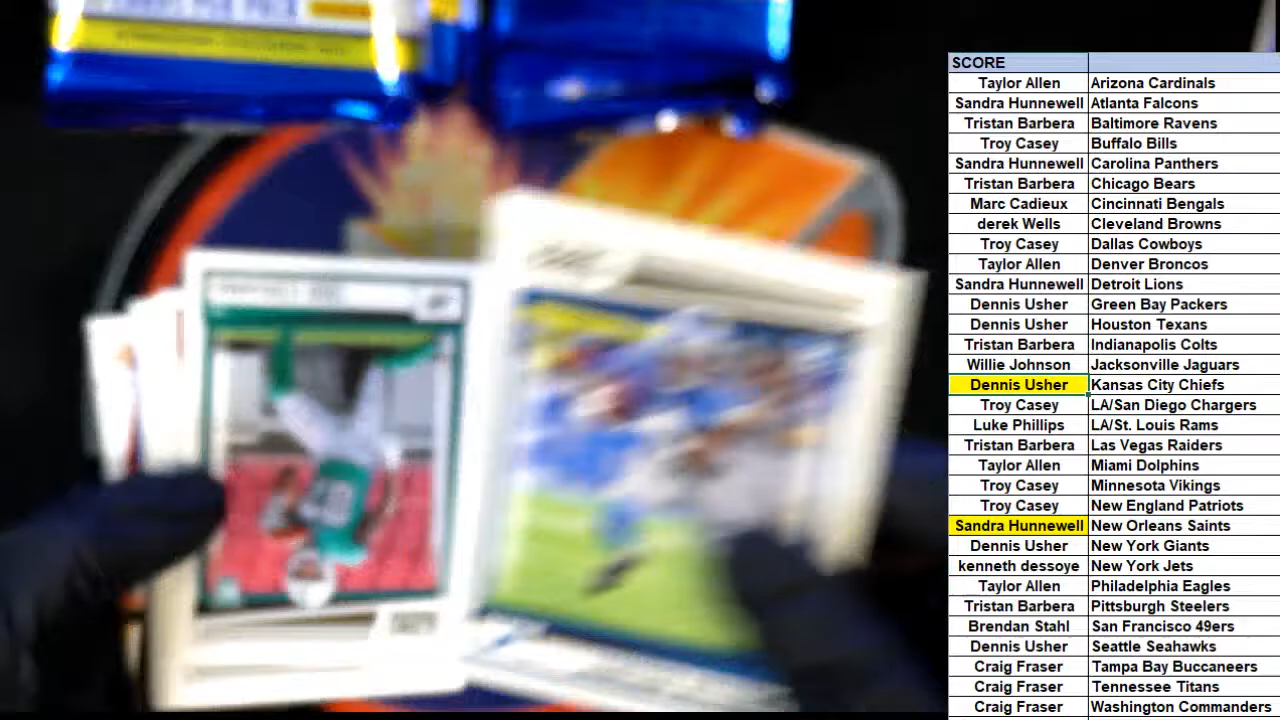 SCORE
Taylor Allen Arizona Cardinals
Sandra Hunnewell Atlanta Falcons
Tristan Barbera Baltimore Ravens
Troy Casey Buffalo Bills
Sandra Hunnewell Carolina Panthers
Tristan Barbera Chicago Bears
Marc Cadieux Cincinnati Bengals
derek Wells Cleveland Browns
Troy Casey Dallas Cowboys
Taylor Allen Denver Broncos
Sandra Hunnewell Detroit Lions
Dennis Usher Green Bay Packers
Dennis Usher Houston Texans
Tristan Barbera Indianapolis Colts
Willie Johnson Jacksonville Jaguars
Dennis Usher Kansas City Chiefs
Troy Casey LA/San Diego Chargers
Luke Phillips LA/St. Louis Rams
Tristan Barbera Las Vegas Raiders
Taylor Allen Miami Dolphins
Troy Casey Minnesota Vikings
Troy Casey New England Patriots
Sandra Hunnewell New Orleans Saints
Dennis Usher New York Giants
kenneth dessoye New York Jets
Taylor Allen Philadelphia Eagles
Tristan Barbera Pittsburgh Steelers
Brendan Stahl San Francisco 49ers
Dennis Usher Seattle Seahawks
Craig Fraser Tampa Bay Buccaneers
Craig Fraser Tennessee Titans
Craig Fraser Washington Commanders